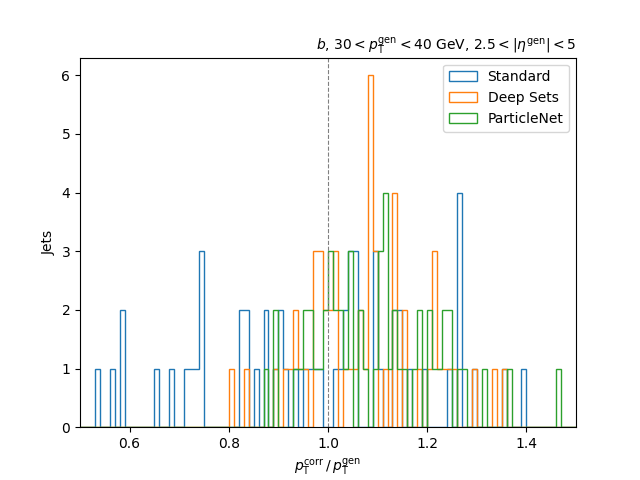 b, 30 < p_T^gen < 40 GeV, 2.5 < |η^gen| < 5
Standard
Deep Sets
ParticleNet
Jets
6
5
4
3
2
1
0
0.6 0.8 1.0 1.2 1.4
p_T^corr / p_T^gen